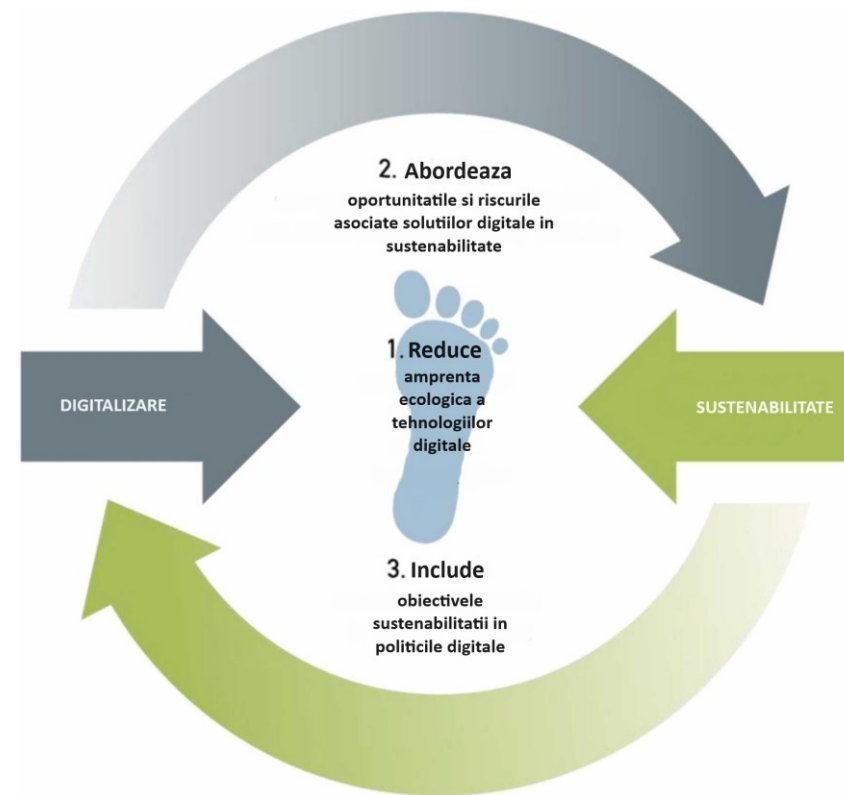 2. Abordeaza
oportunitatile si riscurile
asociate solutiilor digitale in
sustenabilitate
1. Reduce
amprenta
ecologica a
tehnologiilor
digitale
DIGITALIZARE
SUSTENABILITATE
3. Include
obiectivele
sustenabilitatii in
politicile digitale